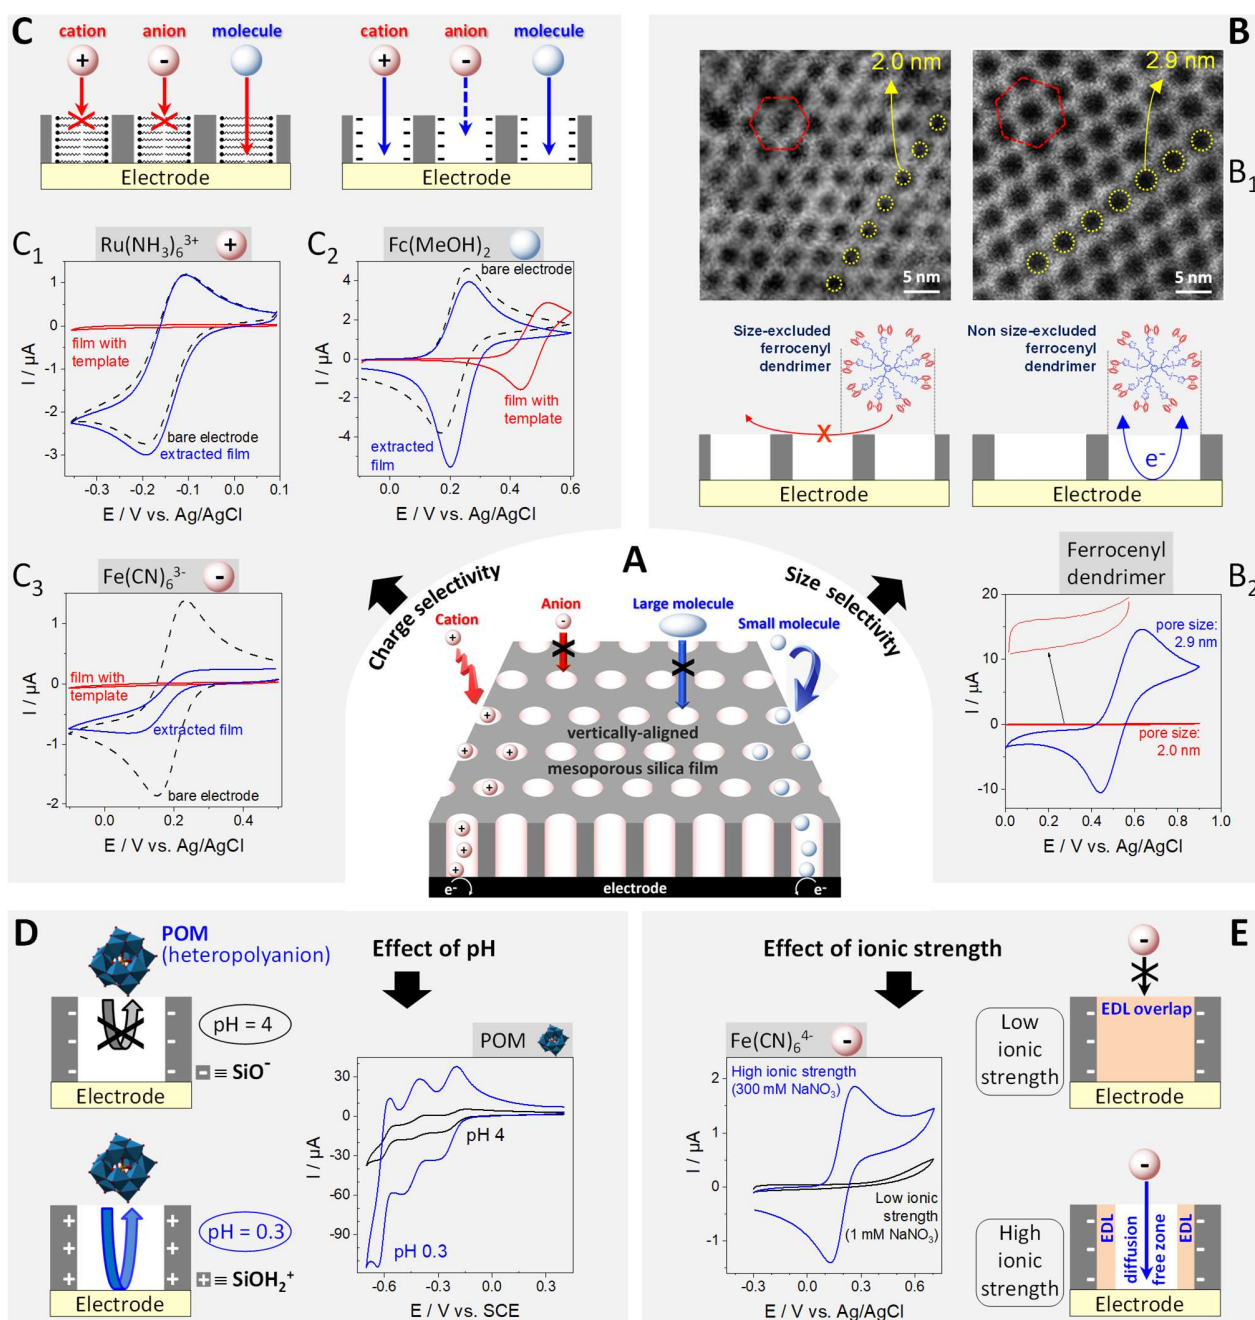 C
cation
anion
molecule
+
-
Electrode
cation
anion
molecule
+
-
Electrode
C₁
Ru(NH₃)₆³⁺
+
1
0
-1
-2
-3
I / µA
film with
template
bare electrode
extracted film
-0.3
-0.2
-0.1
0.0
0.1
E / V vs. Ag/AgCl
C₂
Fc(MeOH)₂
4
2
0
-2
-4
I / µA
bare electrode
film with
template
extracted
film
0.0
0.2
0.4
0.6
E / V vs. Ag/AgCl
C₃
Fe(CN)₆³⁻
-
1
0
-1
-2
I / µA
film with
template
extracted film
bare electrode
0.0
0.2
0.4
E / V vs. Ag/AgCl
B
2.0 nm
5 nm
2.9 nm
5 nm
B₁
Size-excluded
ferrocenyl
dendrimer
X
Electrode
Non size-excluded
ferrocenyl
dendrimer
e⁻
Electrode
B₂
Ferrocenyl
dendrimer
20
10
0
-10
I / µA
pore size:
2.9 nm
pore size:
2.0 nm
0.0
0.2
0.4
0.6
0.8
1.0
E / V vs. Ag/AgCl
A
Charge selectivity
Size selectivity
Cation
Anion
Large molecule
Small molecule
vertically-aligned
mesoporous silica film
e⁻
electrode
e⁻
D
POM
(heteropolyanion)
pH = 4
- ≡ SiO⁻
Electrode
pH = 0.3
+ ≡ SiOH₂⁺
Electrode
Effect of pH
POM
30
0
-30
-60
-90
I / µA
pH 4
pH 0.3
-0.6
-0.3
0.0
0.3
E / V vs. SCE
E
Effect of ionic strength
Fe(CN)₆⁴⁻
-
2
1
0
-1
I / µA
High ionic strength
(300 mM NaNO₃)
Low ionic
strength
(1 mM NaNO₃)
-0.3
0.0
0.3
0.6
E / V vs. Ag/AgCl
Low
ionic
strength
-
EDL overlap
Electrode
High
ionic
strength
-
EDL
diffusion
free zone
EDL
Electrode